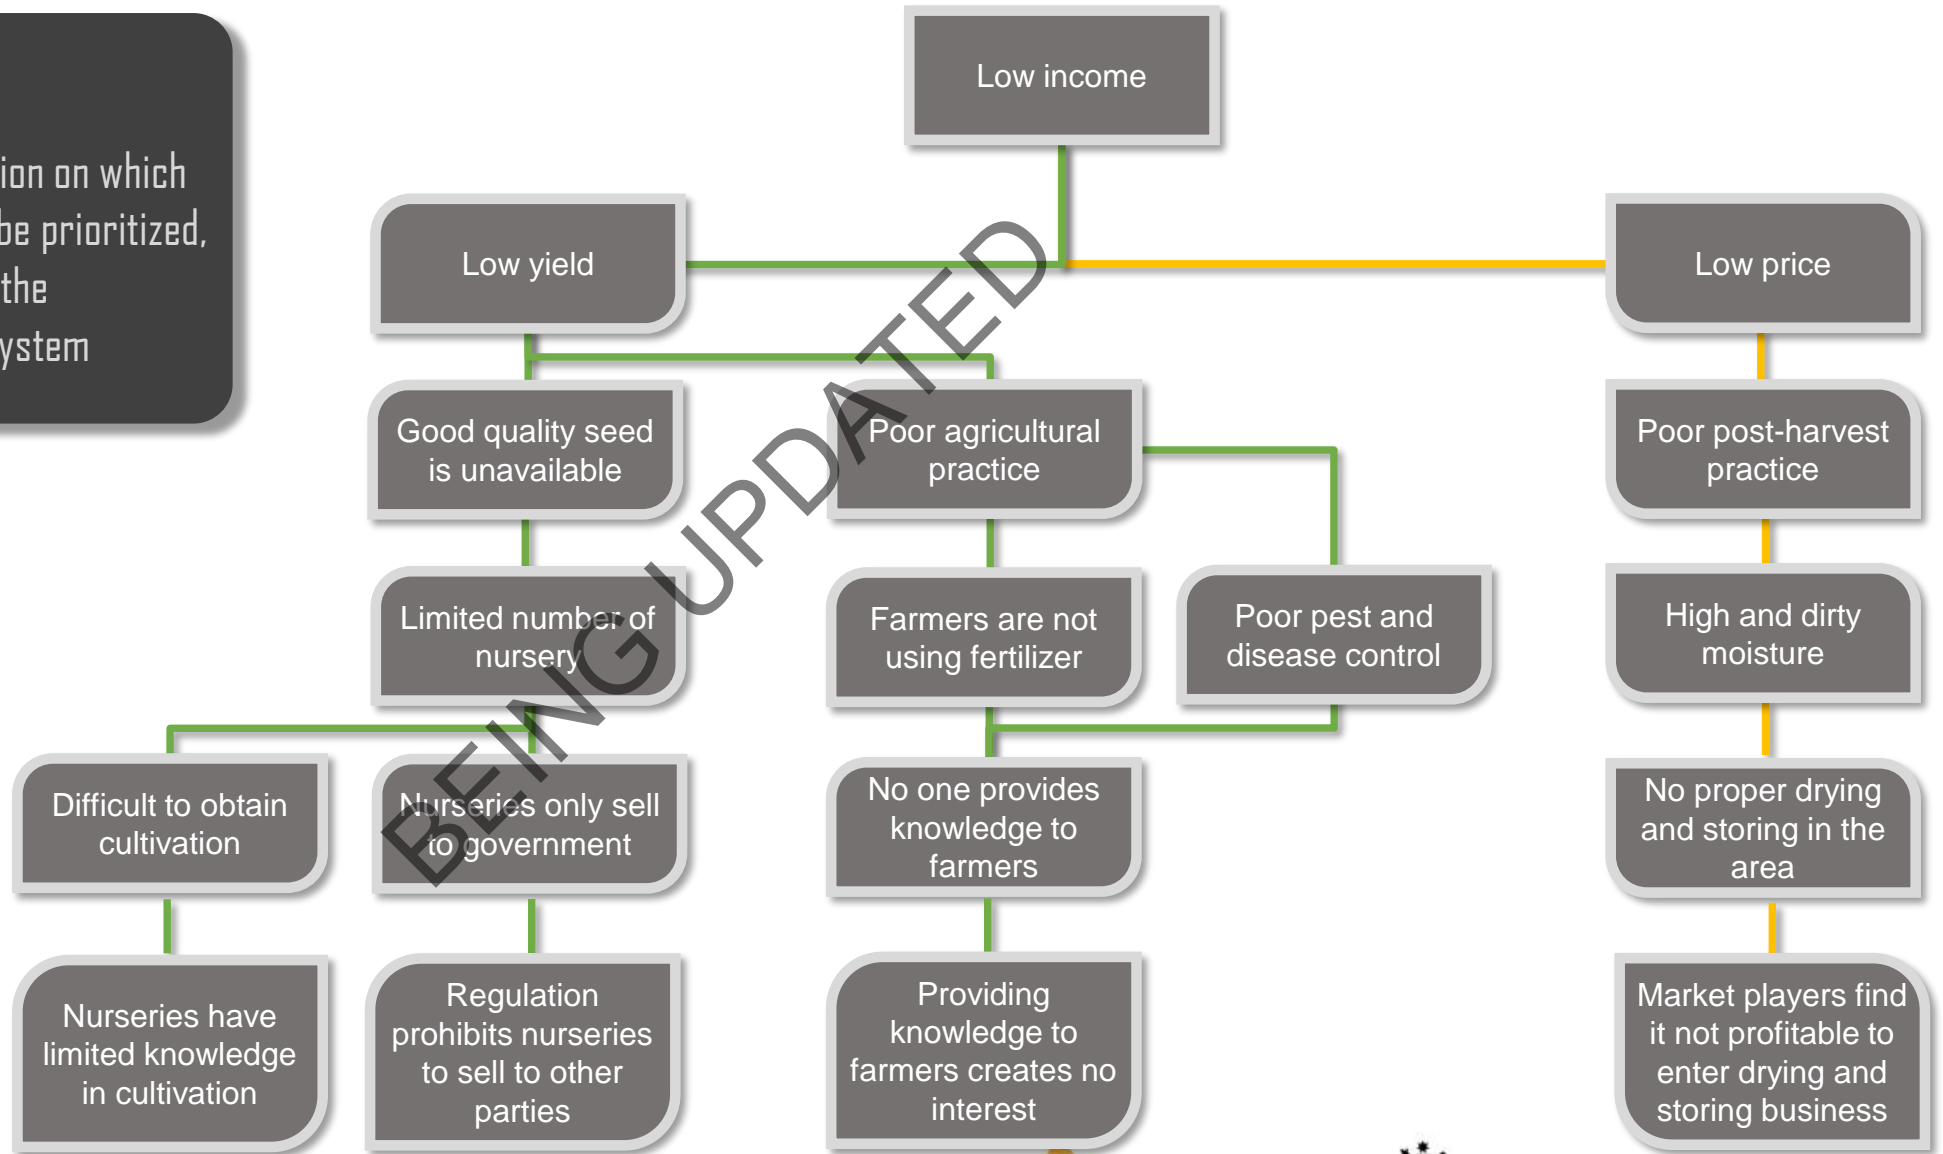 ion on which
be prioritized,
the
ystem
Low income
Low yield
Low price
Good quality seed
is unavailable
Poor agricultural
practice
Poor post-harvest
practice
Limited number of
nursery
Farmers are not
using fertilizer
Poor pest and
disease control
High and dirty
moisture
Difficult to obtain
cultivation
Nurseries only sell
to government
No one provides
knowledge to
farmers
No proper drying
and storing in the
area
Nurseries have
limited knowledge
in cultivation
Regulation
prohibits nurseries
to sell to other
parties
Providing
knowledge to
farmers creates no
interest
Market players find
it not profitable to
enter drying and
storing business
BEING UPDATED